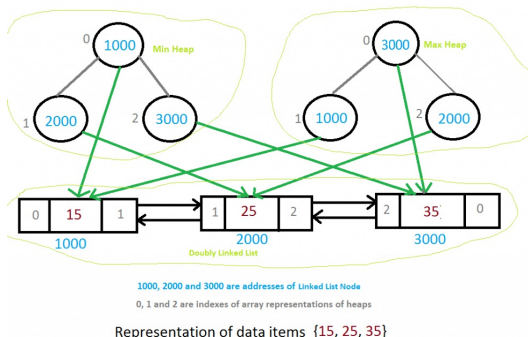 0 1000 Min Heap
0 3000 Max Heap
1 2000 2 3000
1 1000 2 2000
0 15 1
1 25 2
2 35 0
1000 2000 3000
Doubly Linked List
1000, 2000 and 3000 are addresses of Linked List Node
0, 1 and 2 are indexes of array representations of heaps
Representation of data items {15, 25, 35}